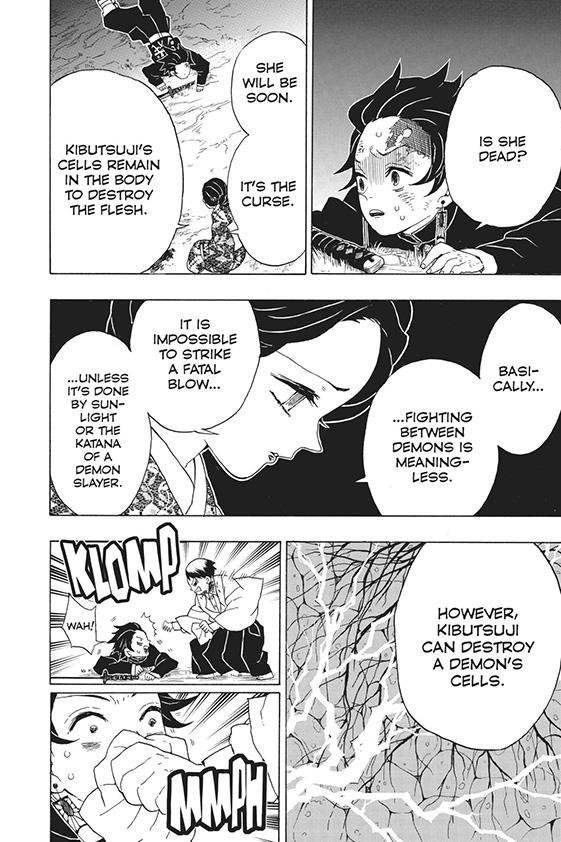 IS SHE
DEAD?
SHE
WILL BE
SOON.
IT'S THE
CURSE.
KIBUTSUJI'S
CELLS REMAIN
IN THE BODY
TO DESTROY
THE FLESH.
BASI-
CALLY...
...FIGHTING
BETWEEN
DEMONS IS
MEANING-
LESS.
IT IS
IMPOSSIBLE
TO STRIKE
A FATAL
BLOW...
...UNLESS
IT'S DONE
BY SUN-
LIGHT
OR THE
KATANA
OF A
DEMON
SLAYER.
HOWEVER,
KIBUTSUJI
CAN DESTROY
A DEMON'S
CELLS.
KLOMP
WAH!
MMPH